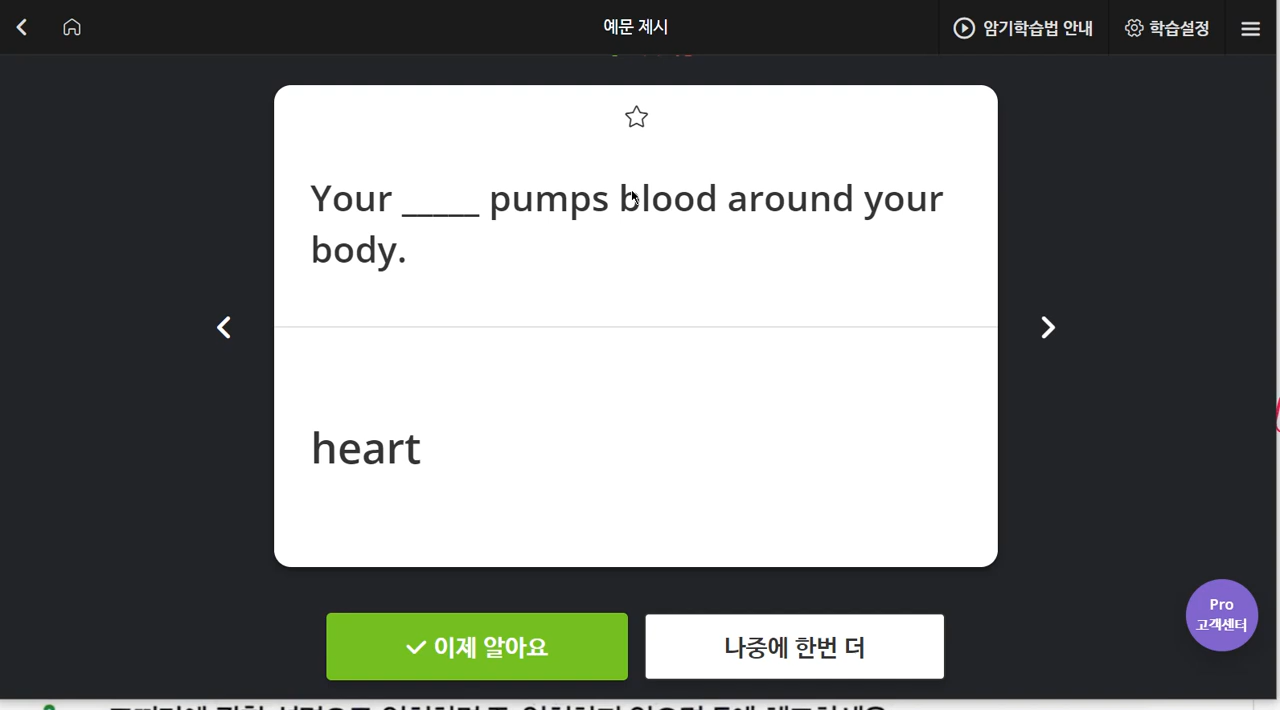 예문 제시
암기학습법 안내
학습설정
Your _____ pumps blood around your
body.
heart
이제 알아요
나중에 한번 더
Pro
고객센터